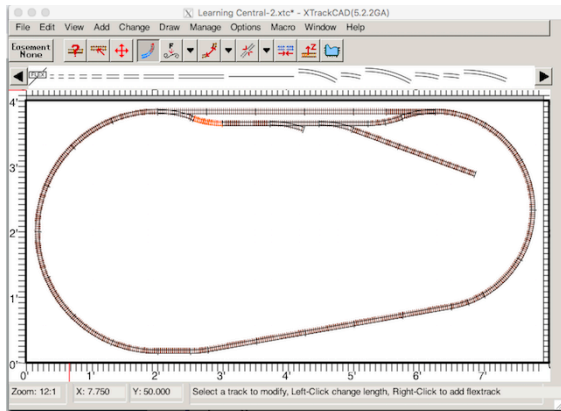 Learning Central-2.xtc* - XTrackCAD(5.2.2GA)
File Edit View Add Change Draw Manage Options Macro Window Help
Easement
None
FLEX
4'
3'
2'
1'
0'
0' 1' 2' 3' 4' 5' 6' 7'
Zoom: 12:1 X: 7.750 Y: 50.000 Select a track to modify, Left-Click change length, Right-Click to add flextrack